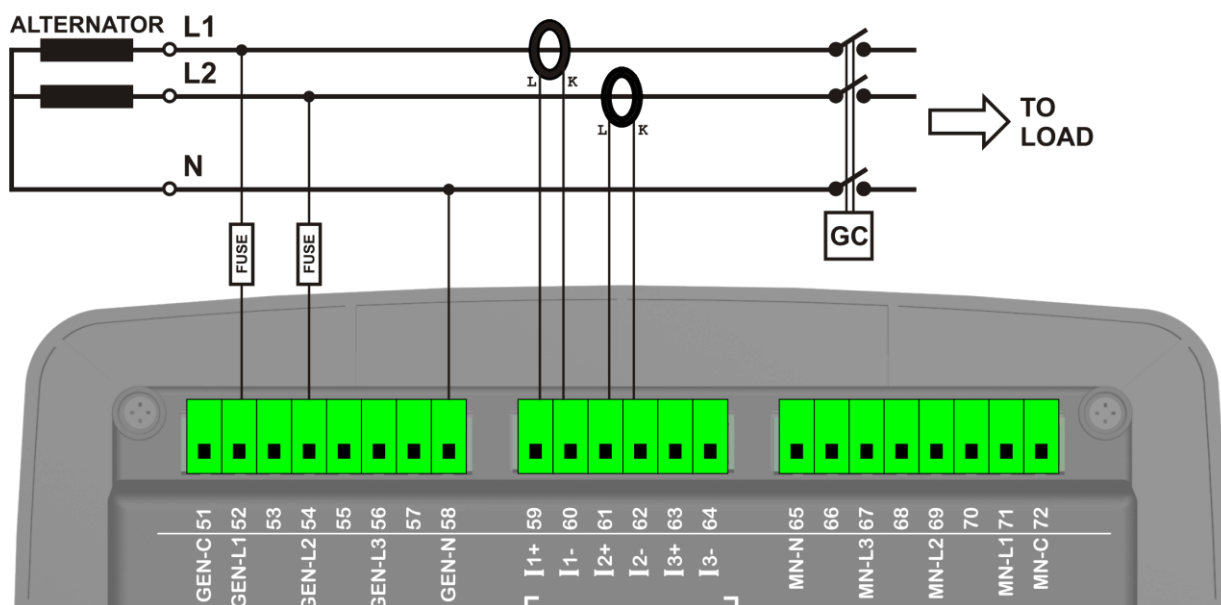 ALTERNATOR
L1
L2
N
L K
L K
TO
LOAD
FUSE
FUSE
GC
51 52 53 54 55 56 57 58 59 60 61 62 63 64 65 66 67 68 69 70 71 72
GEN-C GEN-L1 GEN-L2 GEN-L3 GEN-N I1+ I1- I2+ I2- I3+ I3- MN-N MN-L3 MN-L2 MN-L1 MN-C